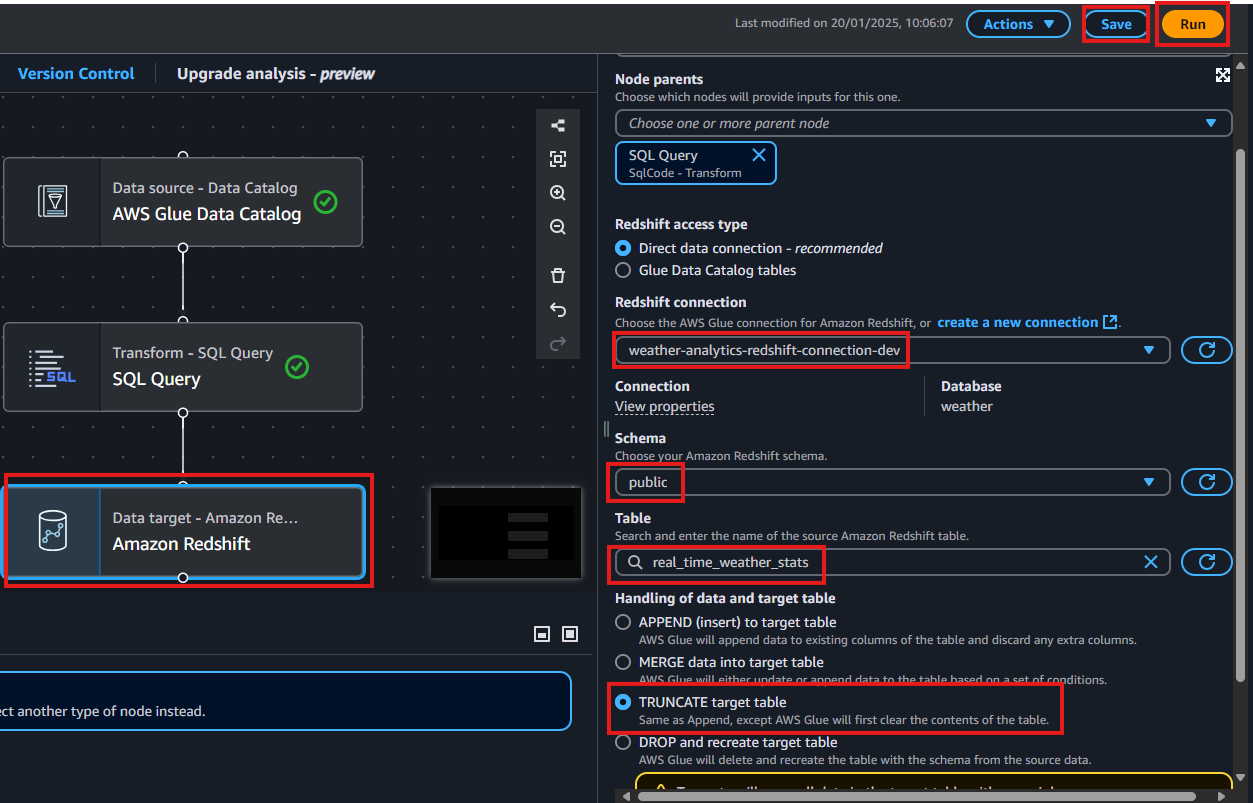 Last modified on 20/01/2025, 10:06:07
Actions
Save
Run
Version Control
Upgrade analysis - preview
Data source - Data Catalog
AWS Glue Data Catalog
Transform - SQL Query
SQL
SQL Query
Data target - Amazon Re...
Amazon Redshift
ect another type of node instead.
Node parents
Choose which nodes will provide inputs for this one.
Choose one or more parent node
SQL Query
SqlCode - Transform
Redshift access type
Direct data connection - recommended
Glue Data Catalog tables
Redshift connection
Choose the AWS Glue connection for Amazon Redshift, or create a new connection.
weather-analytics-redshift-connection-dev
Connection
View properties
Database
weather
Schema
Choose your Amazon Redshift schema.
public
Table
Search and enter the name of the source Amazon Redshift table.
real_time_weather_stats
Handling of data and target table
APPEND (insert) to target table
AWS Glue will append data to existing columns of the table and discard any extra columns.
MERGE data into target table
AWS Glue will either update or append data to the table based on a set of conditions.
TRUNCATE target table
Same as Append, except AWS Glue will first clear the contents of the table.
DROP and recreate target table
AWS Glue will delete and recreate the table with the schema from the source data.